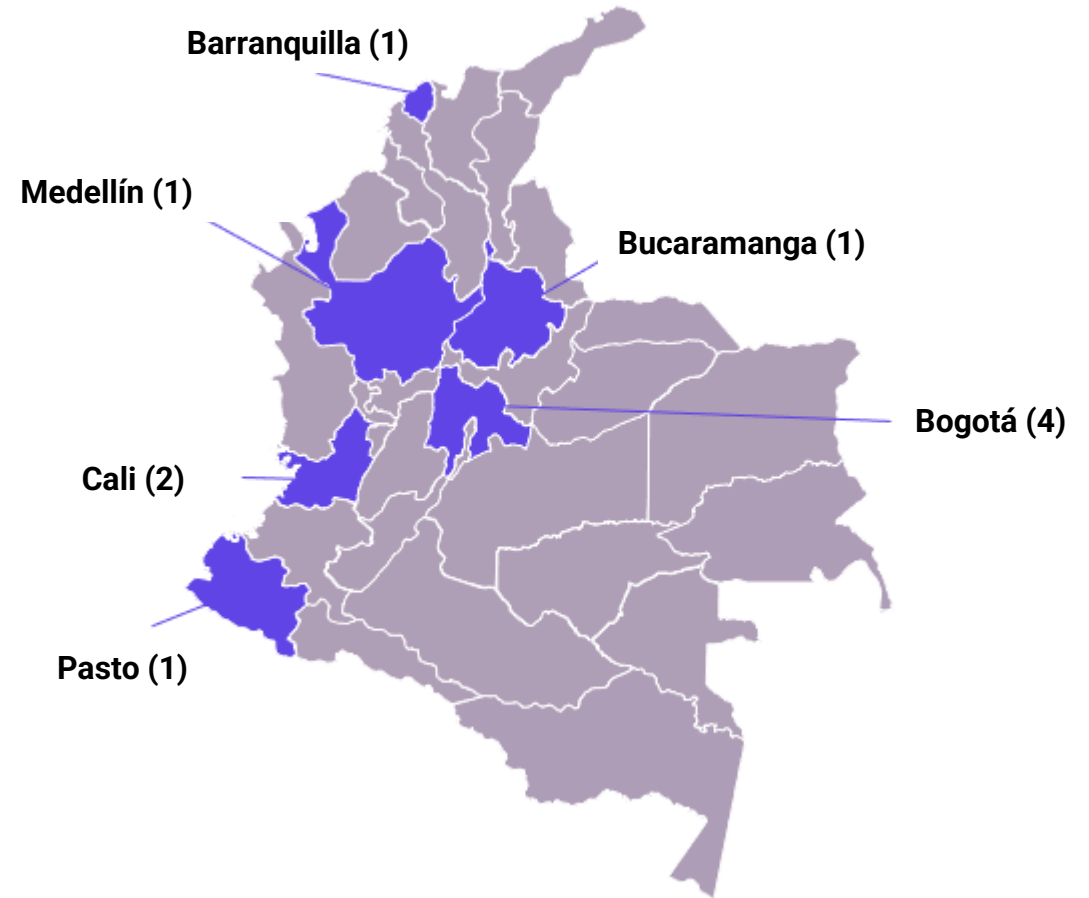 Barranquilla (1)
Medellín (1)
Bucaramanga (1)
Bogotá (4)
Cali (2)
Pasto (1)